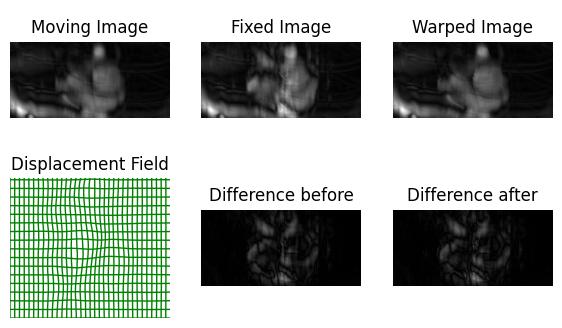 Moving Image
Fixed Image
Warped Image
Displacement Field
Difference before
Difference after